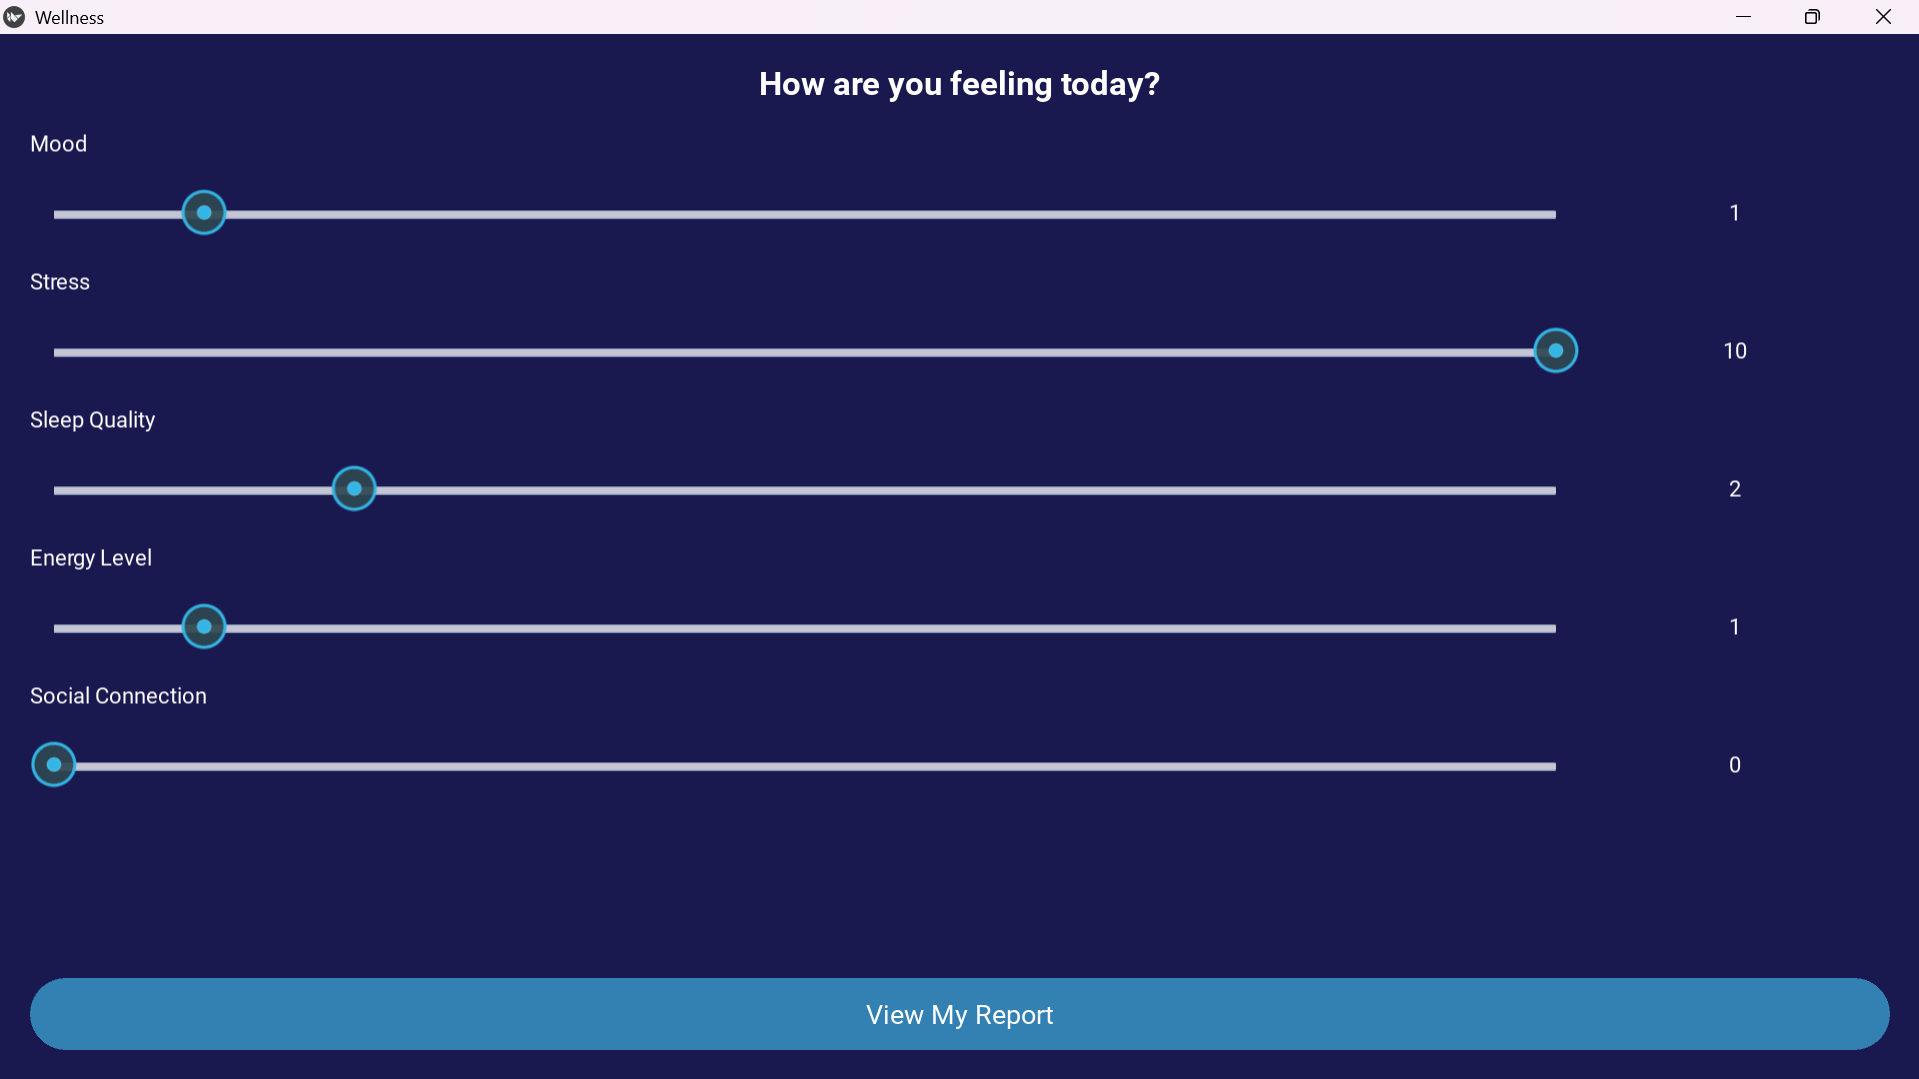 Wellness
How are you feeling today?
Mood
1
Stress
10
Sleep Quality
2
Energy Level
1
Social Connection
0
View My Report